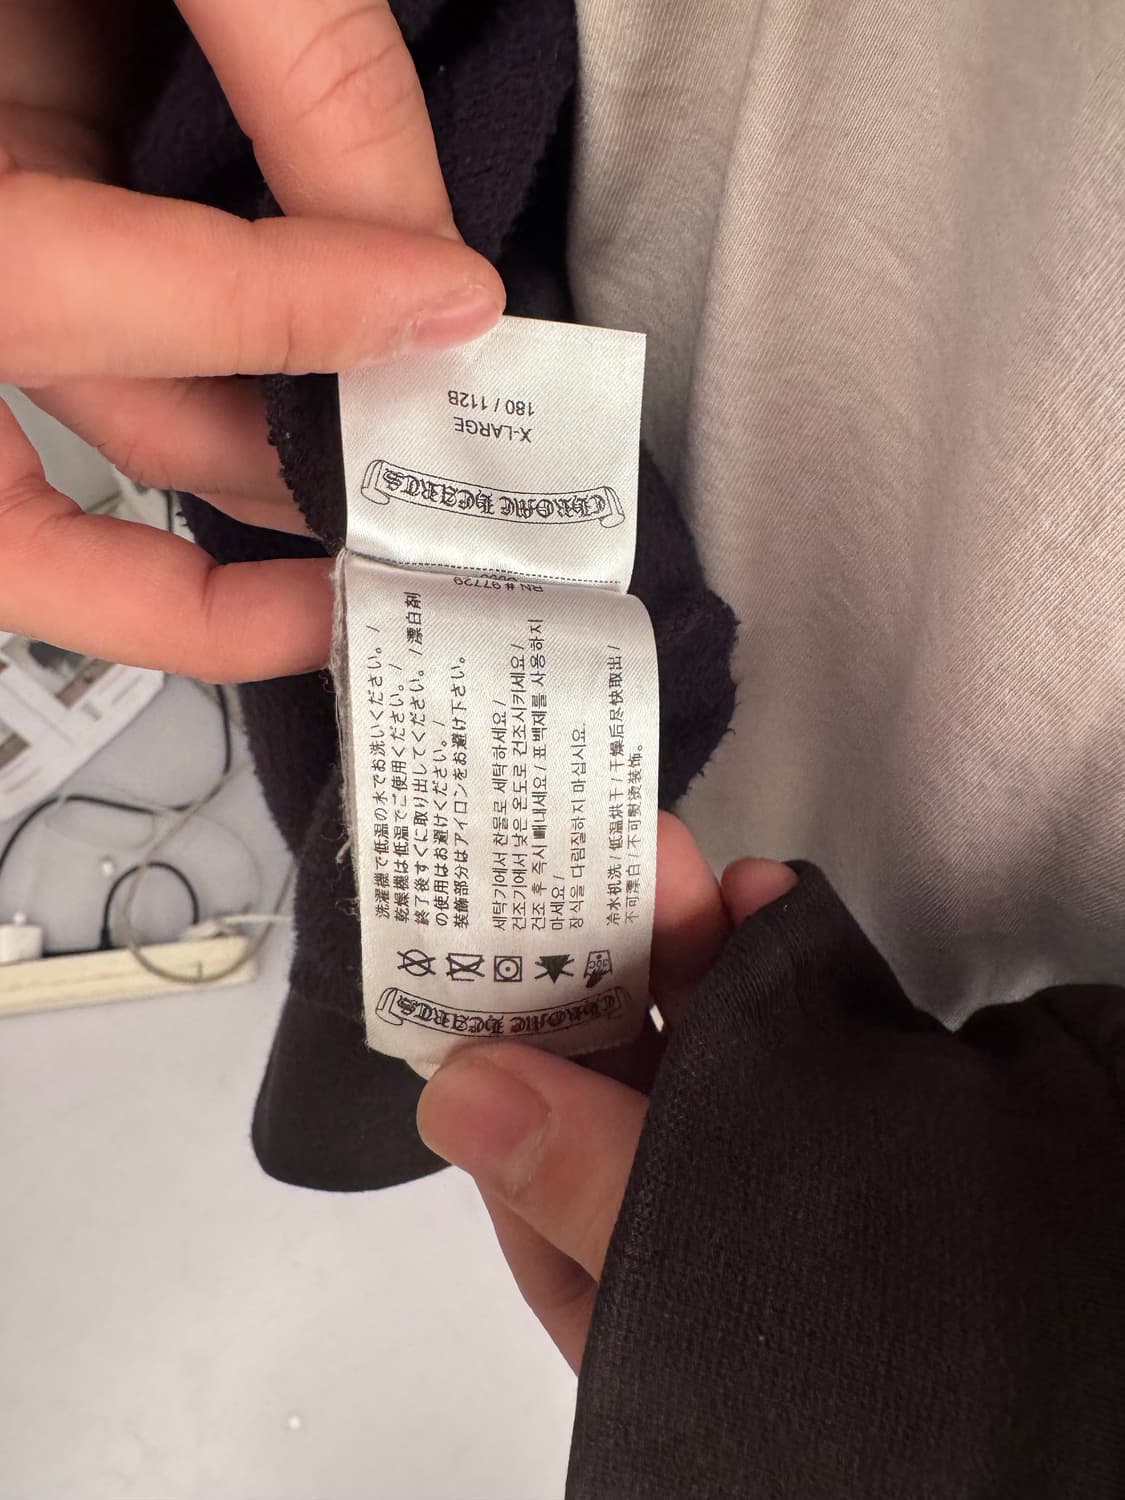 CHROME HEARTS
X-LARGE
180 / 112B
RN # 97729
洗濯機で低温の水でお洗いください。 /
乾燥機は低温でご使用ください。 /
終了後すぐに取り出してください。 /漂白剤
の使用はお避けください。 /
装飾部分はアイロンをお避け下さい。
세탁기에서 찬물로 세탁하세요 /
건조기에서 낮은 온도로 건조시키세요 /
건조 후 즉시 빼내세요 / 표백제를 사용하지
마세요 /
장식을 다림질하지 마십시요.
冷水机洗 / 低温烘干 / 干燥后尽快取出 /
不可漂白 / 不可熨烫装饰。
CHROME HEARTS